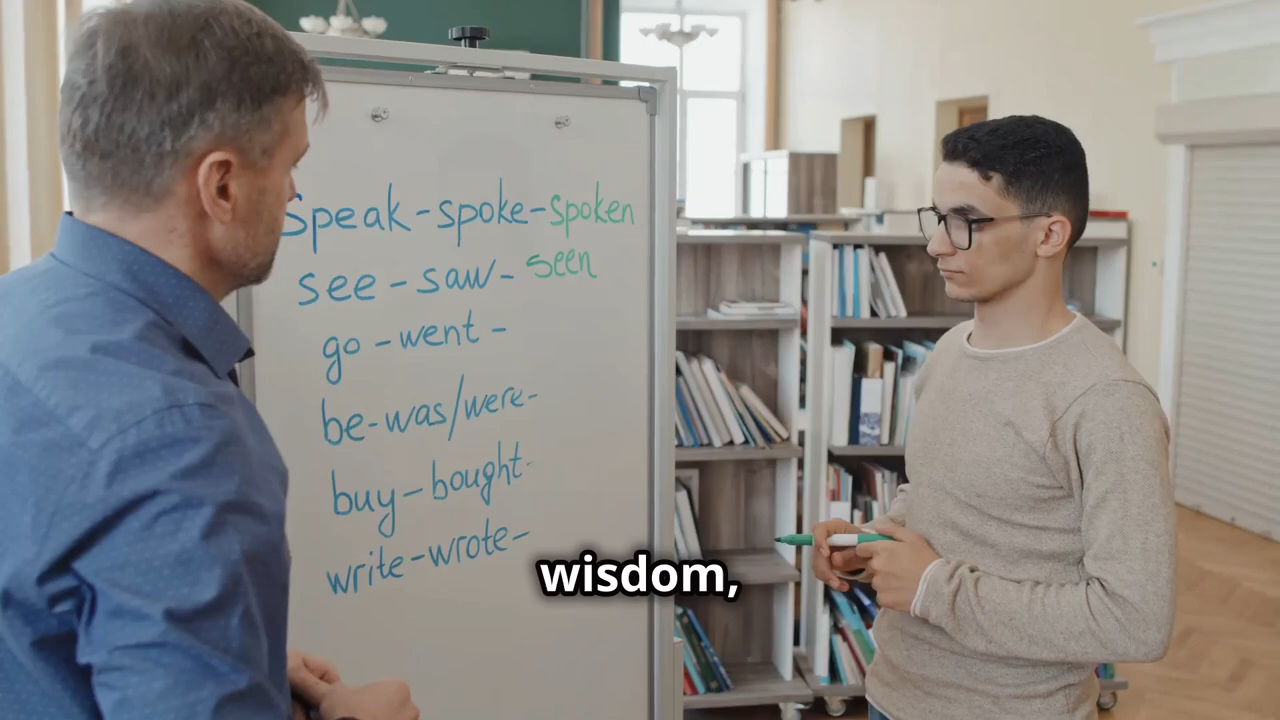 Speak-spoke-spoken
see-saw-seen
go-went-
be-was/were-
buy-bought-
write-wrote-
wisdom,